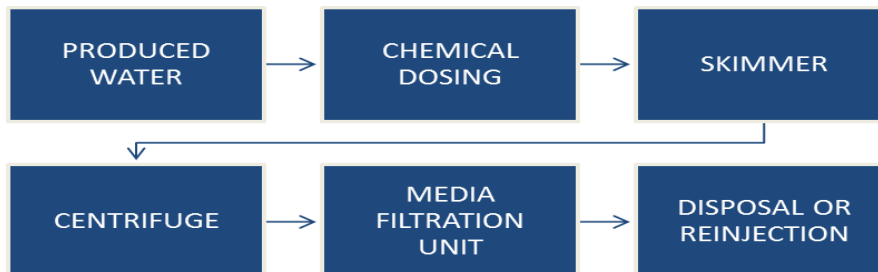 PRODUCED
WATER
CHEMICAL
DOSING
SKIMMER
CENTRIFUGE
MEDIA
FILTRATION
UNIT
DISPOSAL OR
REINJECTION